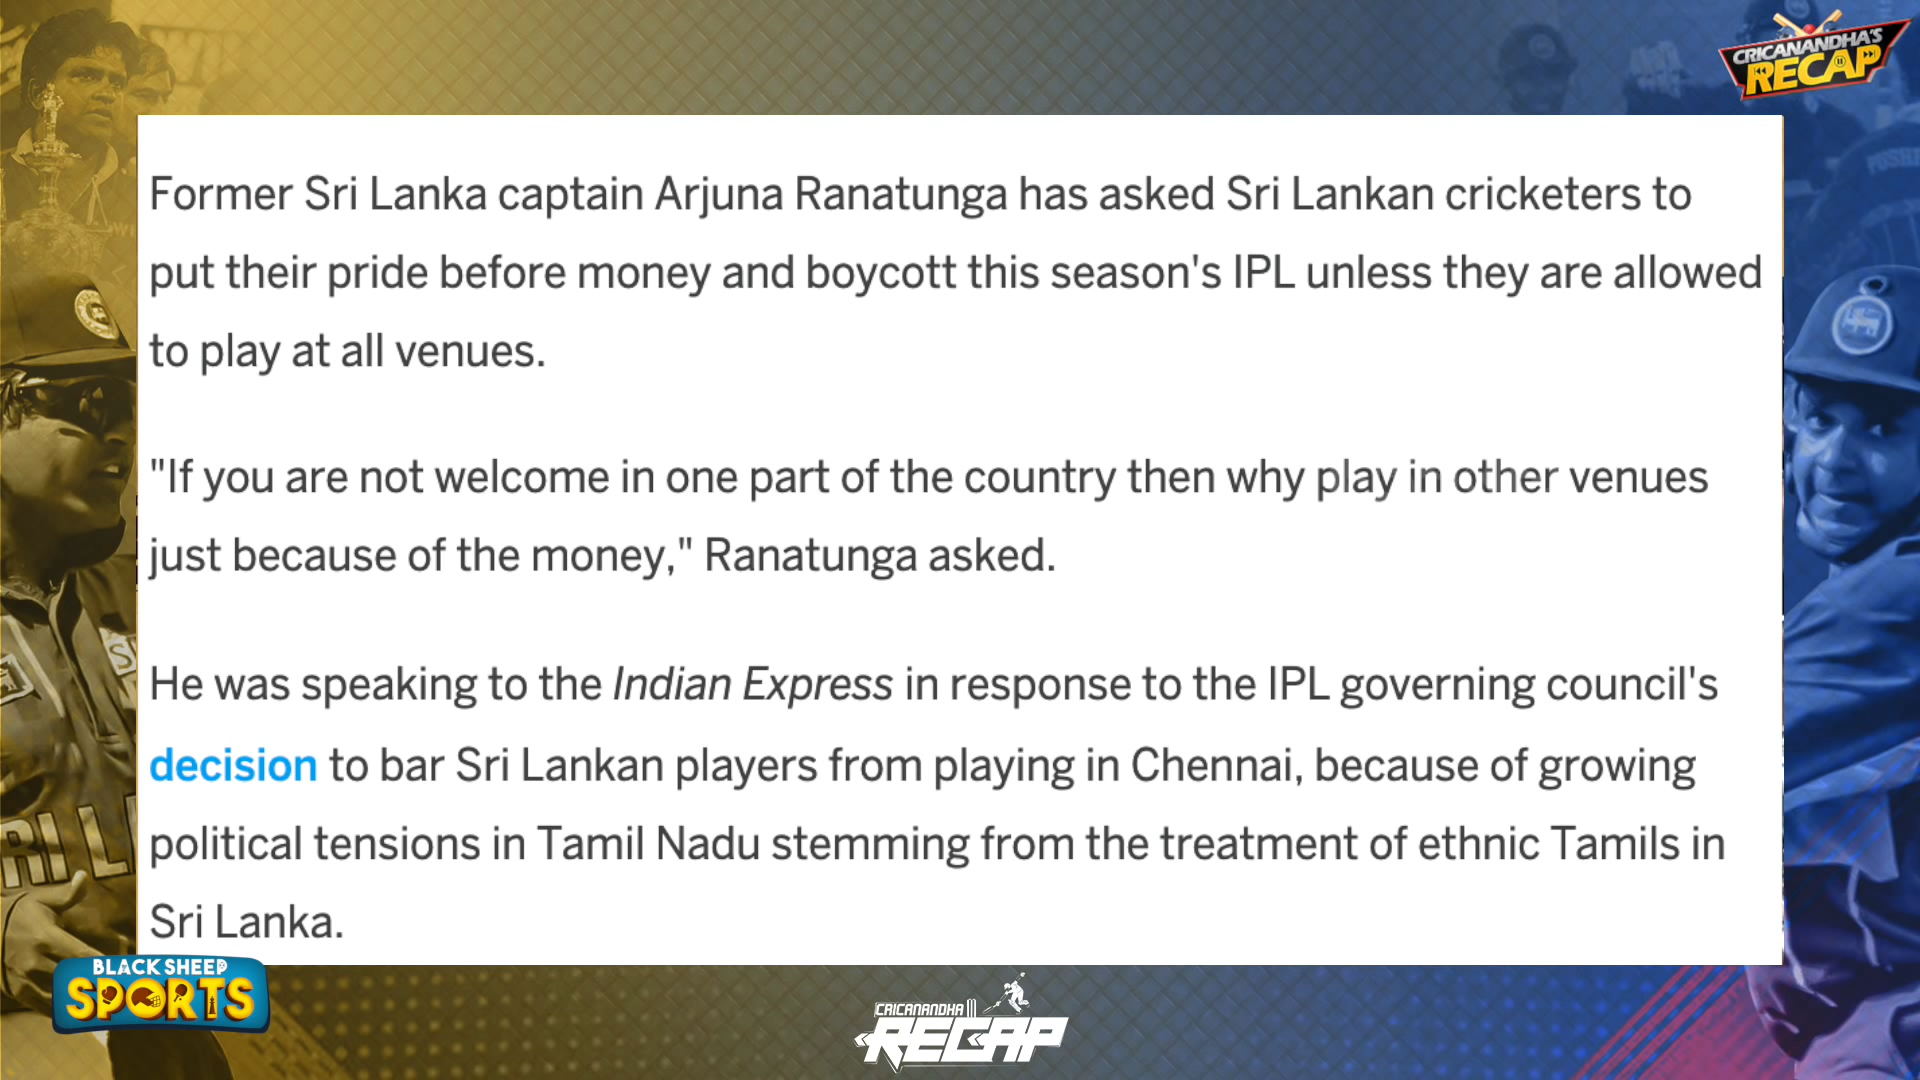 CRICANANDHA'S
RECAP
Former Sri Lanka captain Arjuna Ranatunga has asked Sri Lankan cricketers to
put their pride before money and boycott this season's IPL unless they are allowed
to play at all venues.
"If you are not welcome in one part of the country then why play in other venues
just because of the money," Ranatunga asked.
He was speaking to the Indian Express in response to the IPL governing council's
decision to bar Sri Lankan players from playing in Chennai, because of growing
political tensions in Tamil Nadu stemming from the treatment of ethnic Tamils in
Sri Lanka.
BLACK SHEEP
SPORTS
CRICANANDHA
RECAP